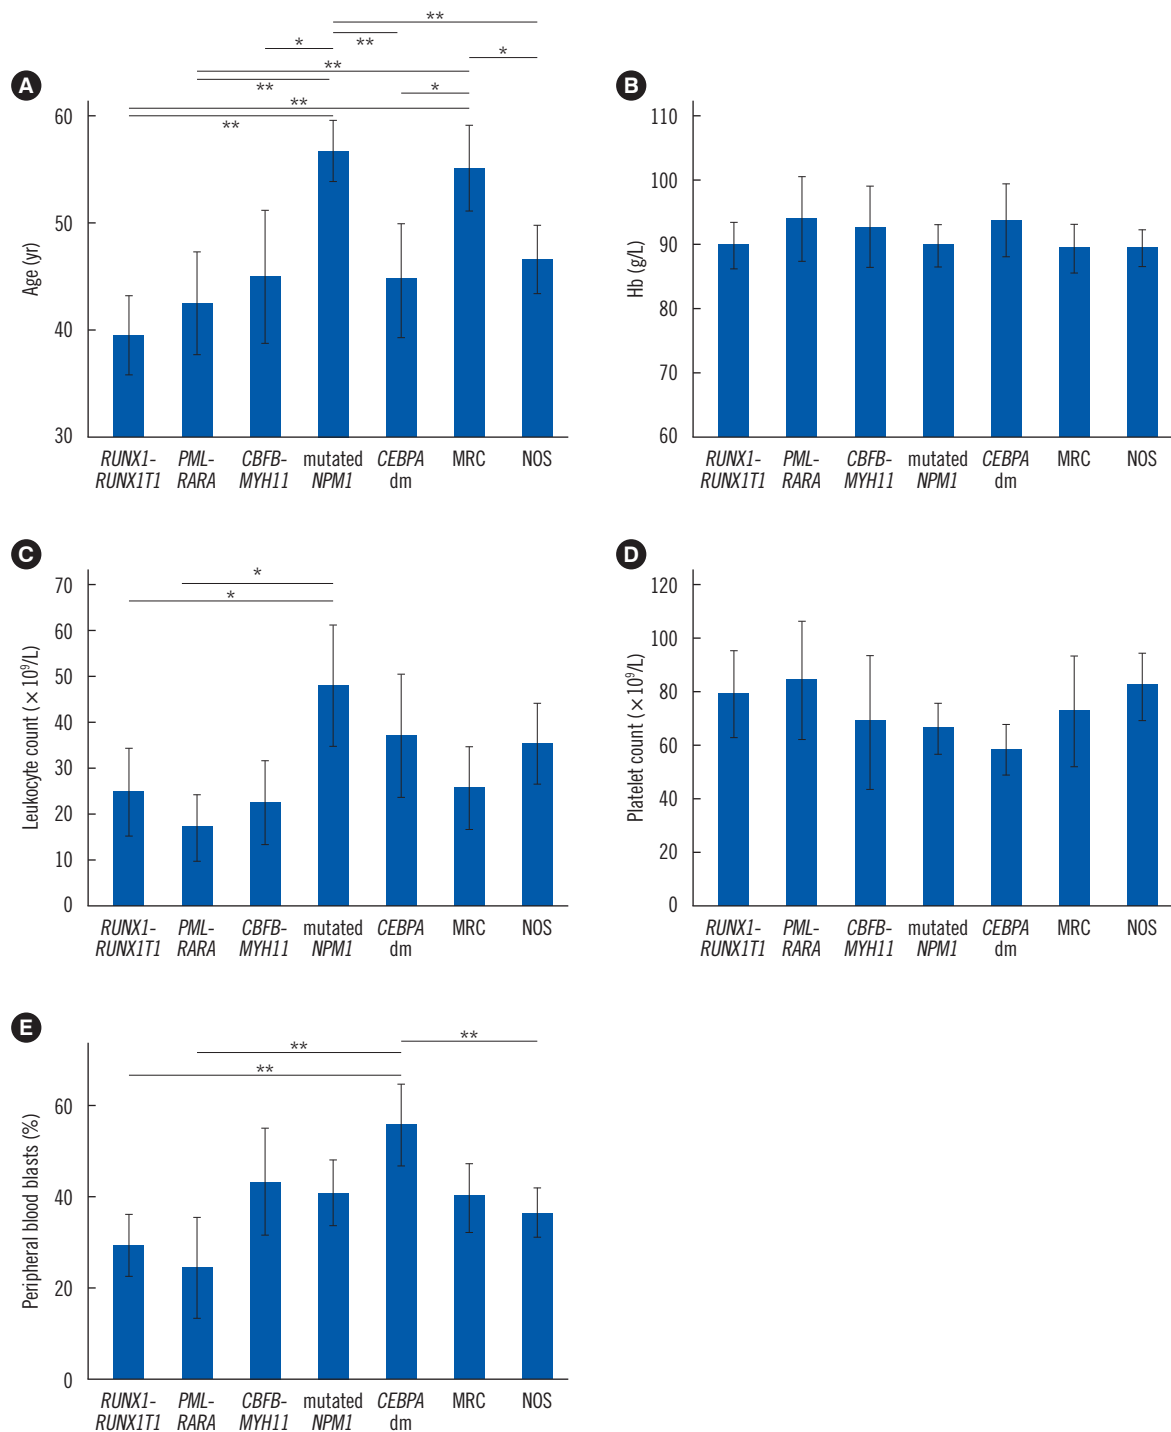 **
* **
** *
**
** *
**
**
A
60
50
40
30
Age (yr)
RUNX1- PML- CBFB- mutated CEBPA MRC NOS
RUNX1T1 RARA MYH11 NPM1 dm
B
110
100
90
80
70
60
Hb (g/L)
RUNX1- PML- CBFB- mutated CEBPA MRC NOS
RUNX1T1 RARA MYH11 NPM1 dm
C
70
60
50
40
30
20
10
0
Leukocyte count (×10⁹/L)
*
*
RUNX1- PML- CBFB- mutated CEBPA MRC NOS
RUNX1T1 RARA MYH11 NPM1 dm
D
120
100
80
60
40
20
0
Platelet count (×10⁹/L)
RUNX1- PML- CBFB- mutated CEBPA MRC NOS
RUNX1T1 RARA MYH11 NPM1 dm
E
**
**
**
60
40
20
0
Peripheral blood blasts (%)
RUNX1- PML- CBFB- mutated CEBPA MRC NOS
RUNX1T1 RARA MYH11 NPM1 dm